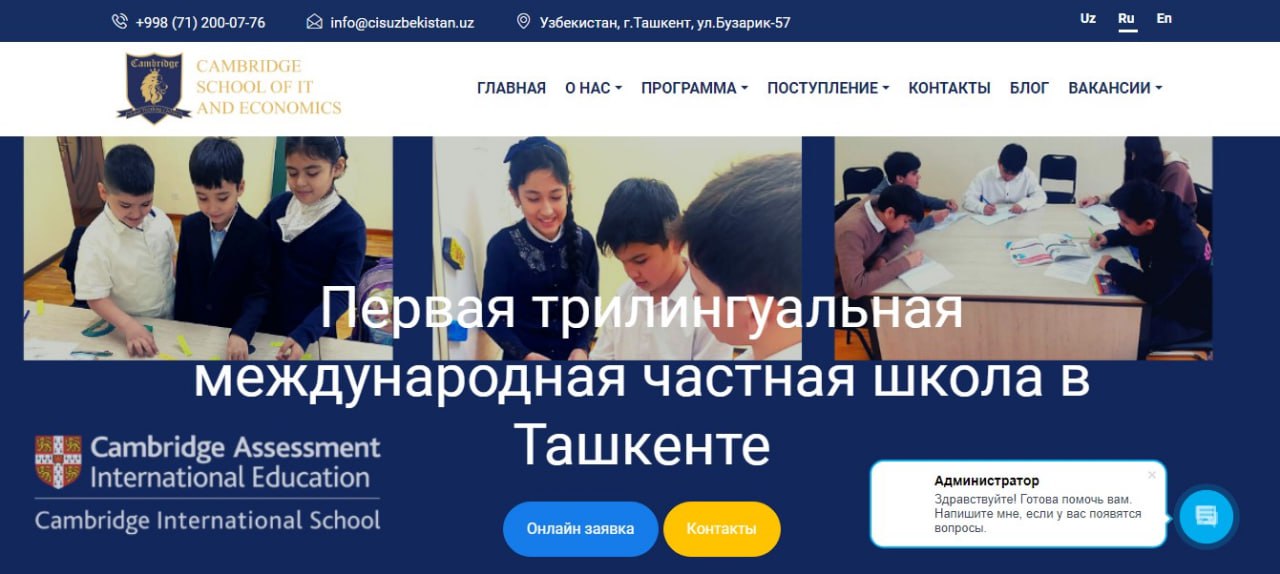 +998 (71) 200-07-76
info@cisuzbekistan.uz
Узбекистан, г.Ташкент, ул.Бузарик-57
Uz
Ru
En
Cambridge
CAMBRIDGE
SCHOOL OF IT
AND ECONOMICS
ГЛАВНАЯ
О НАС
ПРОГРАММА
ПОСТУПЛЕНИЕ
КОНТАКТЫ
БЛОГ
ВАКАНСИИ
Первая трилингуальная
международная частная школа в
Ташкенте
Cambridge Assessment
International Education
Cambridge International School
Онлайн заявка
Контакты
Администратор
Здравствуйте! Готова помочь вам.
Напишите мне, если у вас появятся
вопросы.